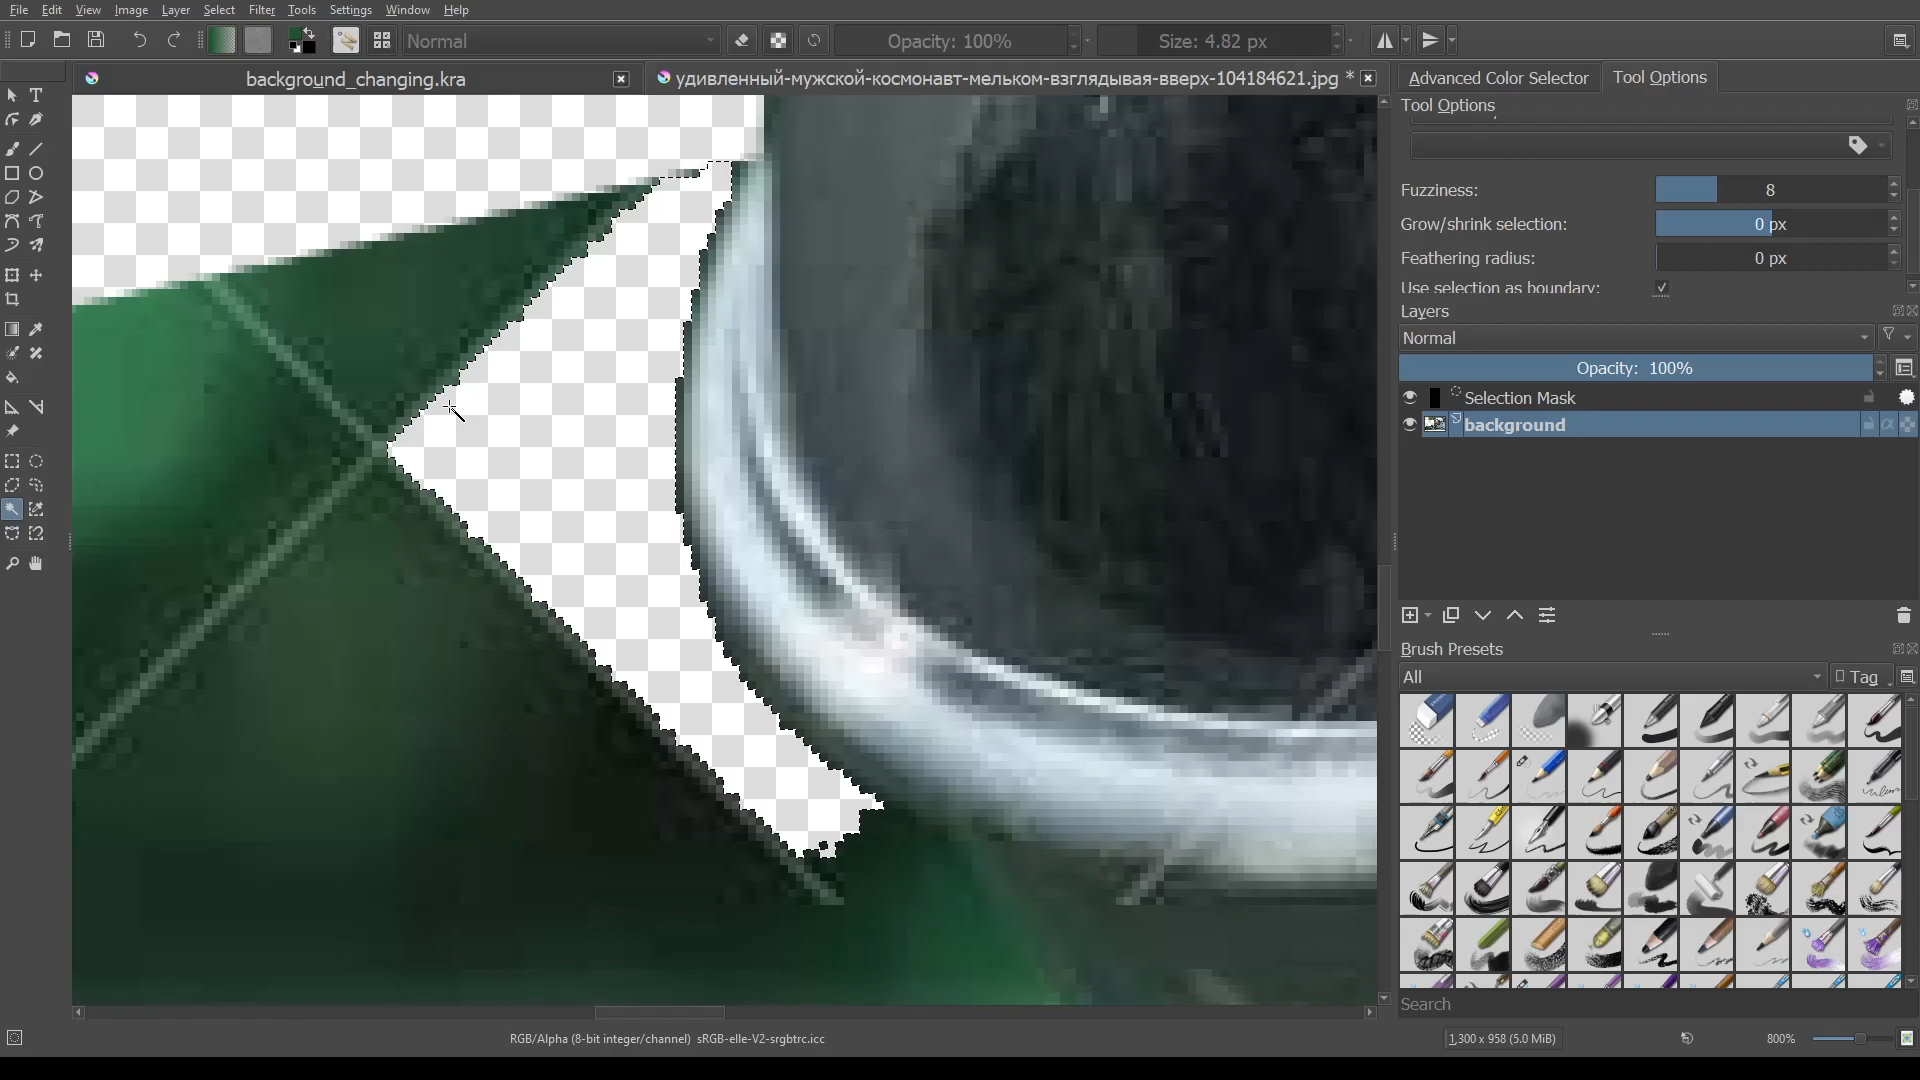 File Edit View Image Layer Select Filter Tools Settings Window Help
Normal Opacity: 100% Size: 4.82 px
background_changing.kra
удивленный-мужской-космонавт-мельком-взглядывая-вверх-104184621.jpg *
Advanced Color Selector Tool Options
Tool Options
Fuzziness: 8
Grow/shrink selection: 0 px
Feathering radius: 0 px
Use selection as boundary:
Layers
Normal
Opacity: 100%
Selection Mask
background
Brush Presets
All Tag
Search
RGB/Alpha (8-bit integer/channel) sRGB-elle-V2-srgbtrc.icc
1,300 x 958 (5.0 MiB)
800%